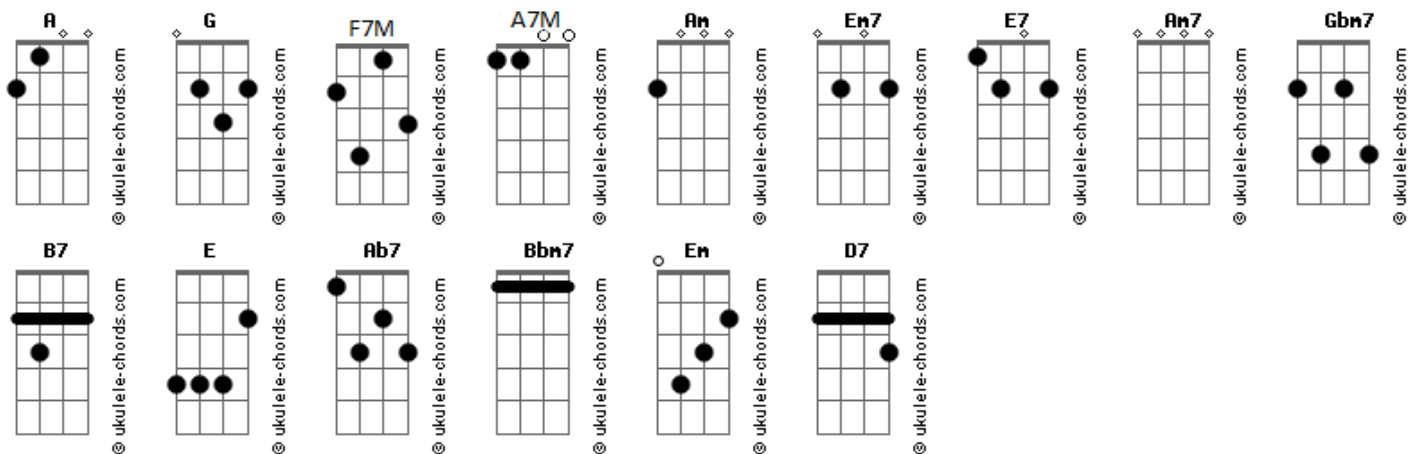 A G F7M A7M Am Em7 E7 Am7 Gbm7
© ukulele-chords.com © ukulele-chords.com © ukulele-chords.com © ukulele-chords.com © ukulele-chords.com © ukulele-chords.com © ukulele-chords.com © ukulele-chords.com © ukulele-chords.com
B7 E Ab7 Bbm7 Em D7
© ukulele-chords.com © ukulele-chords.com © ukulele-chords.com © ukulele-chords.com © ukulele-chords.com © ukulele-chords.com